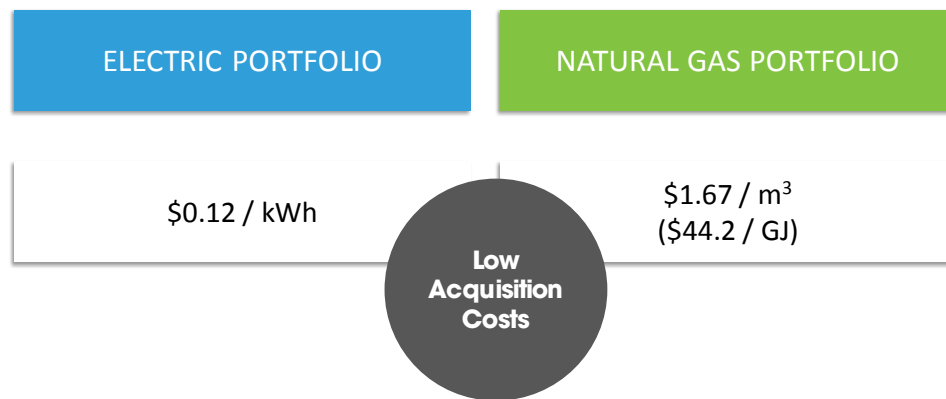 ELECTRIC PORTFOLIO
NATURAL GAS PORTFOLIO
$0.12 / kWh
$1.67 / m³
($44.2 / GJ)
Low
Acquisition
Costs